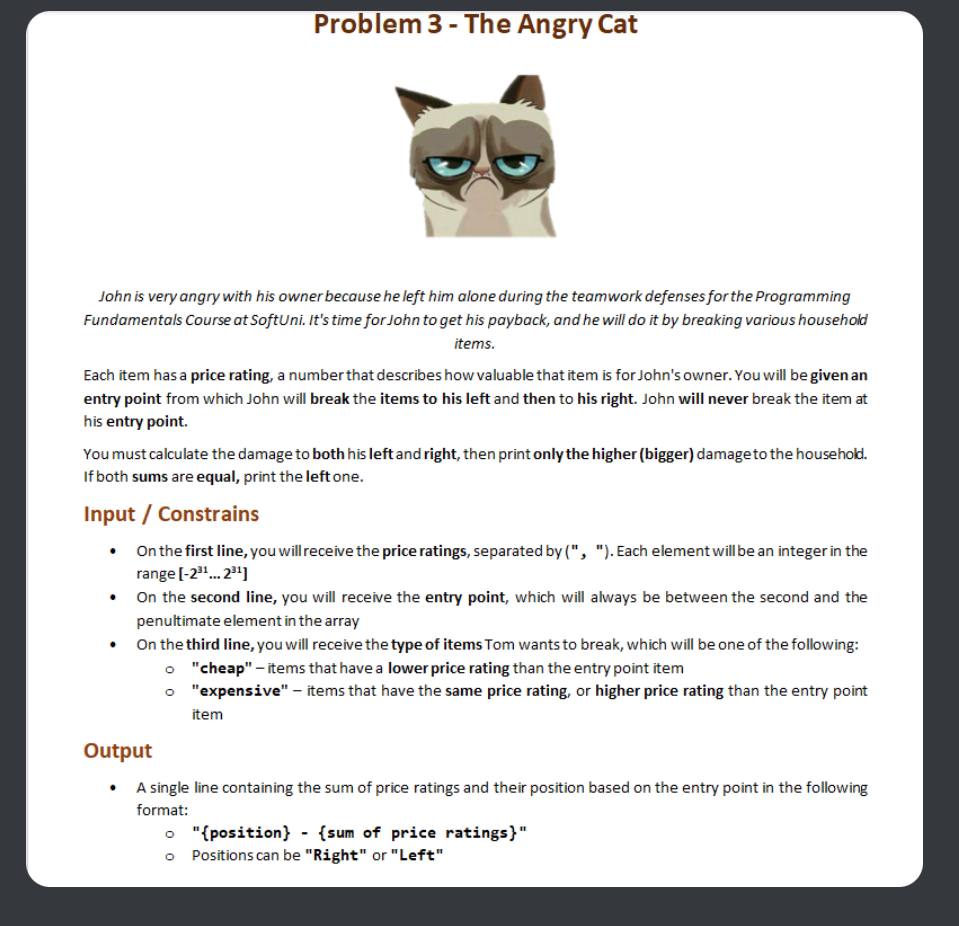 Problem 3 - The Angry Cat
John is very angry with his owner because he left him alone during the teamwork defenses for the Programming
Fundamentals Course at SoftUni. It's time for John to get his payback, and he will do it by breaking various household
items.
Each item has a price rating, a number that describes how valuable that item is for John's owner. You will be given an
entry point from which John will break the items to his left and then to his right. John will never break the item at
his entry point.
You must calculate the damage to both his left and right, then print only the higher (bigger) damage to the household.
If both sums are equal, print the left one.
Input / Constrains
• On the first line, you will receive the price ratings, separated by (", "). Each element will be an integer in the
range [-2³¹... 2³¹]
• On the second line, you will receive the entry point, which will always be between the second and the
penultimate element in the array
• On the third line, you will receive the type of items Tom wants to break, which will be one of the following:
o "cheap" – items that have a lower price rating than the entry point item
o "expensive" – items that have the same price rating, or higher price rating than the entry point
item
Output
• A single line containing the sum of price ratings and their position based on the entry point in the following
format:
o "{position} - {sum of price ratings}"
o Positions can be "Right" or "Left"